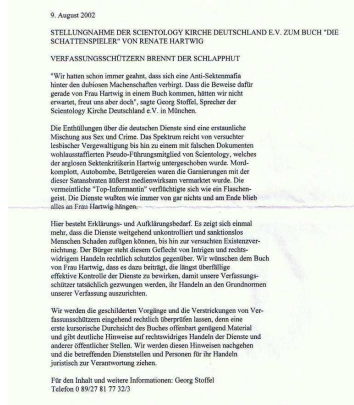 9. August 2002
STELLUNGNAHME DER SCIENTOLOGY KIRCHE DEUTSCHLAND E.V. ZUM BUCH "DIE
SCHATTENSPIELER" VON RENATE HARTWIG
VERFASSUNGSSCHÜTZERN BRENNT DER SCHLAPPHUT
"Wir hatten schon immer geahnt, dass sich eine Anti-Sektenmafia
hinter den dubiosen Machenschaften verbirgt. Dass die Beweise dafür
gerade von Frau Hartwig in einem Buch kommen, hätten wir nicht
erwartet, freut uns aber doch", sagte Georg Stoffel, Sprecher der
Scientology Kirche Deutschland e.V. in München.
Die Enthüllungen über die deutschen Dienste sind eine erstaunliche
Mischung aus Sex und Crime. Das Spektrum reicht von versuchter
lesbischer Vergewaltigung bis hin zu einem mit falschen Dokumenten
wohlausstaffierten Pseudo-Führungsmitglied von Scientology, welches
der arglosen Sektenkritikerin Hartwig untergeschoben wurde. Mord-
komplott, Autobombe, Betrügereien waren die Garnierungen mit der
dieser Satansbraten äußerst medienwirksam vermarktet wurde. Die
vermeintliche "Top-Informantin" verflüchtigte sich wie ein Flaschen-
geist. Die Dienste wußten wie immer von gar nichts und am Ende blieb
alles an Frau Hartwig hängen.
Hier besteht Erklärungs- und Aufklärungsbedarf. Es zeigt sich einmal
mehr, dass die Dienste weitgehend unkontrolliert und sanktionslos
Menschen Schaden zufügen können, bis hin zur versuchten Existenzver-
nichtung. Der Bürger steht diesem Geflecht von Intrigen und rechts-
widrigem Handeln rechtlich schutzlos gegenüber. Wir wünschen dem Buch
von Frau Hartwig, dass es dazu beiträgt, die längst überfällige
effektive Kontrolle der Dienste zu bewirken, damit unsere Verfassungs-
schützer tatsächlich gezwungen werden, ihr Handeln an den Grundnormen
unserer Verfassung auszurichten.
Wir werden die geschilderten Vorgänge und die Verstrickungen von Ver-
fassungsschützern eingehend rechtlich überprüfen lassen, denn eine
erste kursorische Durchsicht des Buches offenbart genügend Material
und gibt deutliche Hinweise auf rechtswidriges Handeln der Dienste und
anderer öffentlicher Stellen. Wir werden diesen Hinweisen nachgehen
und die betreffenden Dienststellen und Personen für ihr Handeln
juristisch zur Verantwortung ziehen.
Für den Inhalt und weitere Informationen: Georg Stoffel
Telefon 0 89/27 81 77 32/3